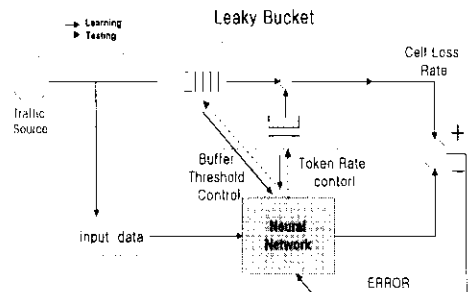 Leaky Bucket
Learning
Testing
Cell Loss
Rate
Traffic
Source
Buffer
Threshold
Control
Token Rate
contorl
+
input data
Neural
Network
ERROR